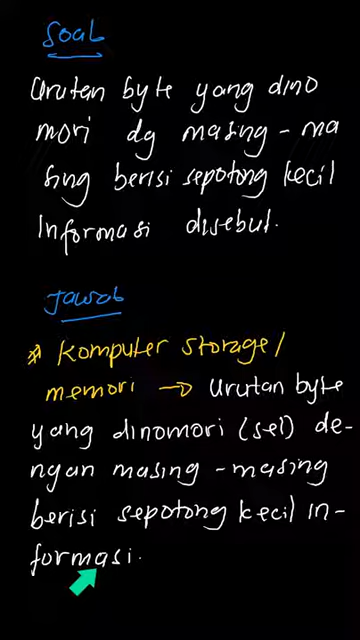 Soal
Urutan byte yang dino
mori dg masing-ma
sing berisi sepotong kecil
Informasi disebut.
Jawab
* Komputer storage/
memori → urutan byte
yang dinomori (sel) de-
ngan masing-masing
berisi sepotong kecil in-
formasi.